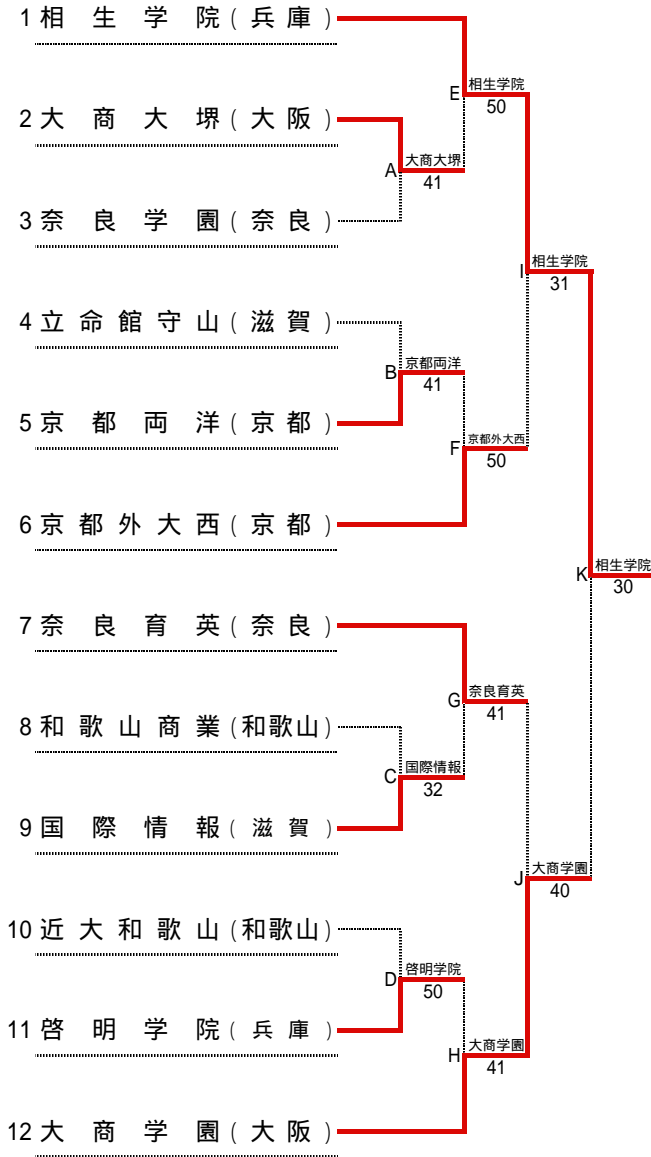 1 相生学院 (兵庫)
E 相生学院
50
2 大商大堺 (大阪)
A 大商大堺
41
3 奈良学園 (奈良)
I 相生学院
31
4 立命館守山 (滋賀)
B 京都両洋
41
5 京都両洋 (京都)
F 京都外大西
50
6 京都外大西 (京都)
K 相生学院
30
7 奈良育英 (奈良)
G 奈良育英
41
8 和歌山商業 (和歌山)
C 国際情報
32
9 国際情報 (滋賀)
J 大商学園
40
10 近大和歌山 (和歌山)
D 啓明学院
50
11 啓明学院 (兵庫)
H 大商学園
41
12 大商学園 (大阪)